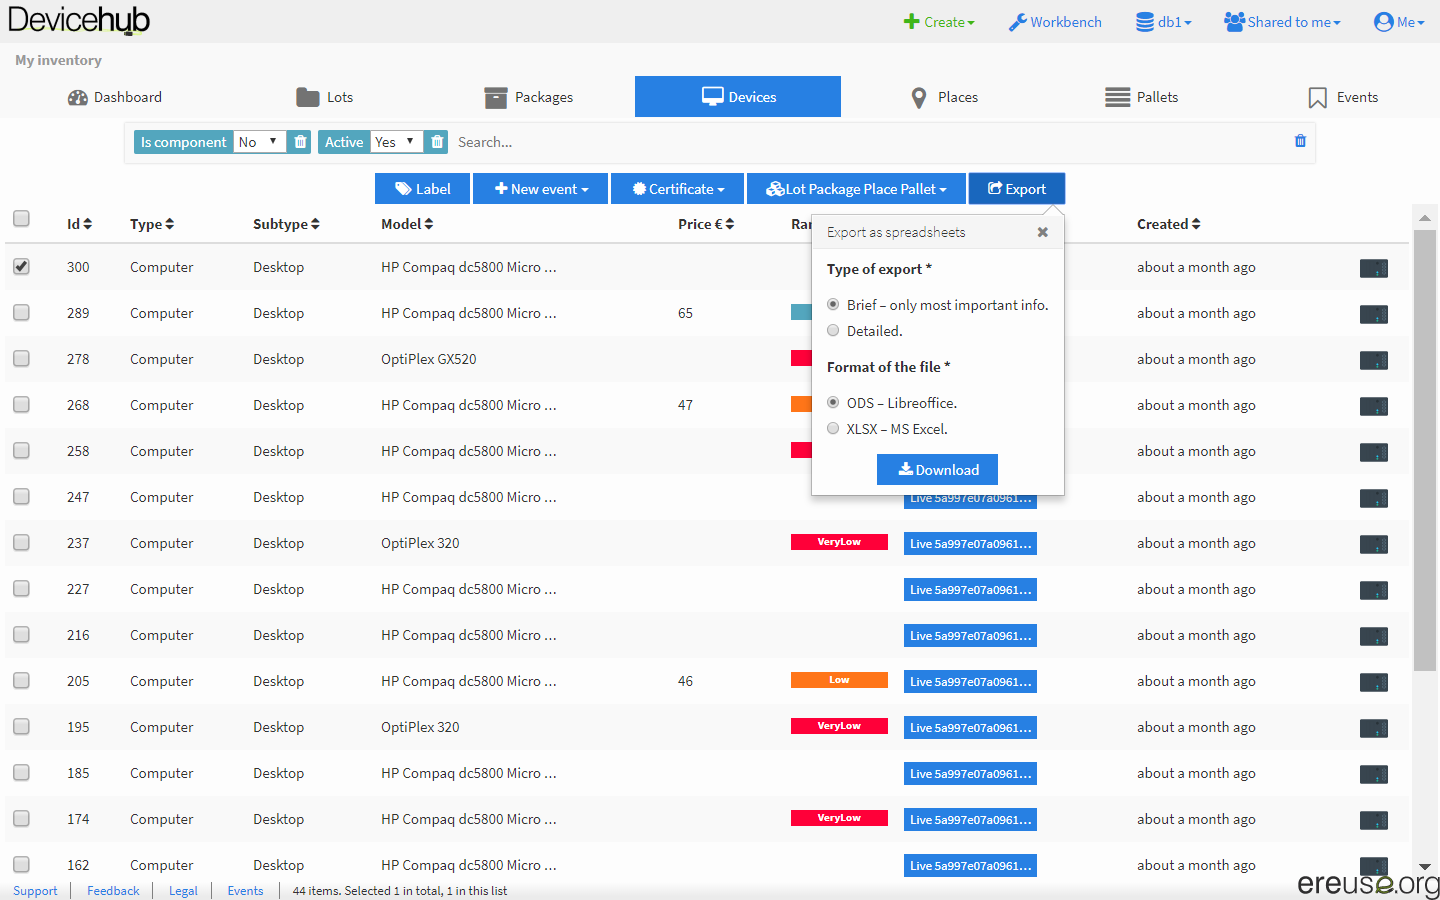 Devicehub
Create Workbench db1 Shared to me Me
My inventory
Dashboard Lots Packages Devices Places Pallets Events
Is component No Active Yes Search...
Label New event Certificate Lot Package Place Pallet Export
Id Type Subtype Model Price € Created
Export as spreadsheets
Type of export *
Brief – only most important info.
Detailed.
Format of the file *
ODS – Libreoffice.
XLSX – MS Excel.
Download
300 Computer Desktop HP Compaq dc5800 Micro ... about a month ago
289 Computer Desktop HP Compaq dc5800 Micro ... 65 about a month ago
278 Computer Desktop OptiPlex GX520 about a month ago
268 Computer Desktop HP Compaq dc5800 Micro ... 47 about a month ago
258 Computer Desktop HP Compaq dc5800 Micro ... about a month ago
247 Computer Desktop HP Compaq dc5800 Micro ... Live 5a997e07a0961... about a month ago
237 Computer Desktop OptiPlex 320 VeryLow Live 5a997e07a0961... about a month ago
227 Computer Desktop HP Compaq dc5800 Micro ... Live 5a997e07a0961... about a month ago
216 Computer Desktop HP Compaq dc5800 Micro ... Live 5a997e07a0961... about a month ago
205 Computer Desktop HP Compaq dc5800 Micro ... 46 Low Live 5a997e07a0961... about a month ago
195 Computer Desktop OptiPlex 320 VeryLow Live 5a997e07a0961... about a month ago
185 Computer Desktop HP Compaq dc5800 Micro ... Live 5a997e07a0961... about a month ago
174 Computer Desktop HP Compaq dc5800 Micro ... VeryLow Live 5a997e07a0961... about a month ago
162 Computer Desktop HP Compaq dc5800 Micro ... Live 5a997e07a0961... about a month ago
Support Feedback Legal Events 44 items. Selected 1 in total, 1 in this list
ereuse.org